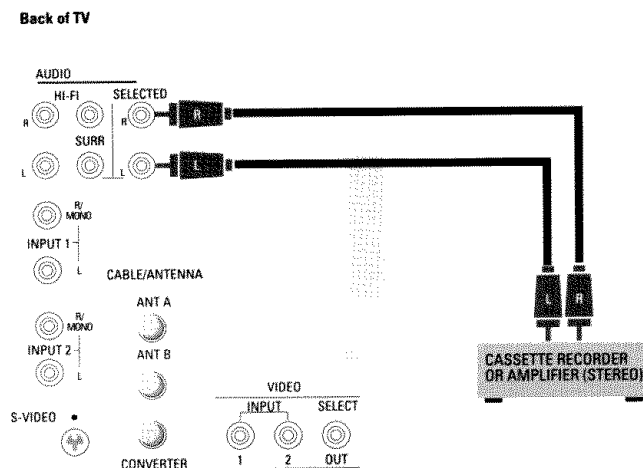 Back of TV
AUDIO
HI-FI
SELECTED
R
R
R
SURR
L
L
L
R/
MONO
INPUT 1
L
CABLE/ANTENNA
ANT A
R/
MONO
INPUT 2
L
ANT B
L R
CASSETTE RECORDER
OR AMPLIFIER (STEREO)
VIDEO
INPUT
SELECT
S-VIDEO
CONVERTER
1
2
OUT